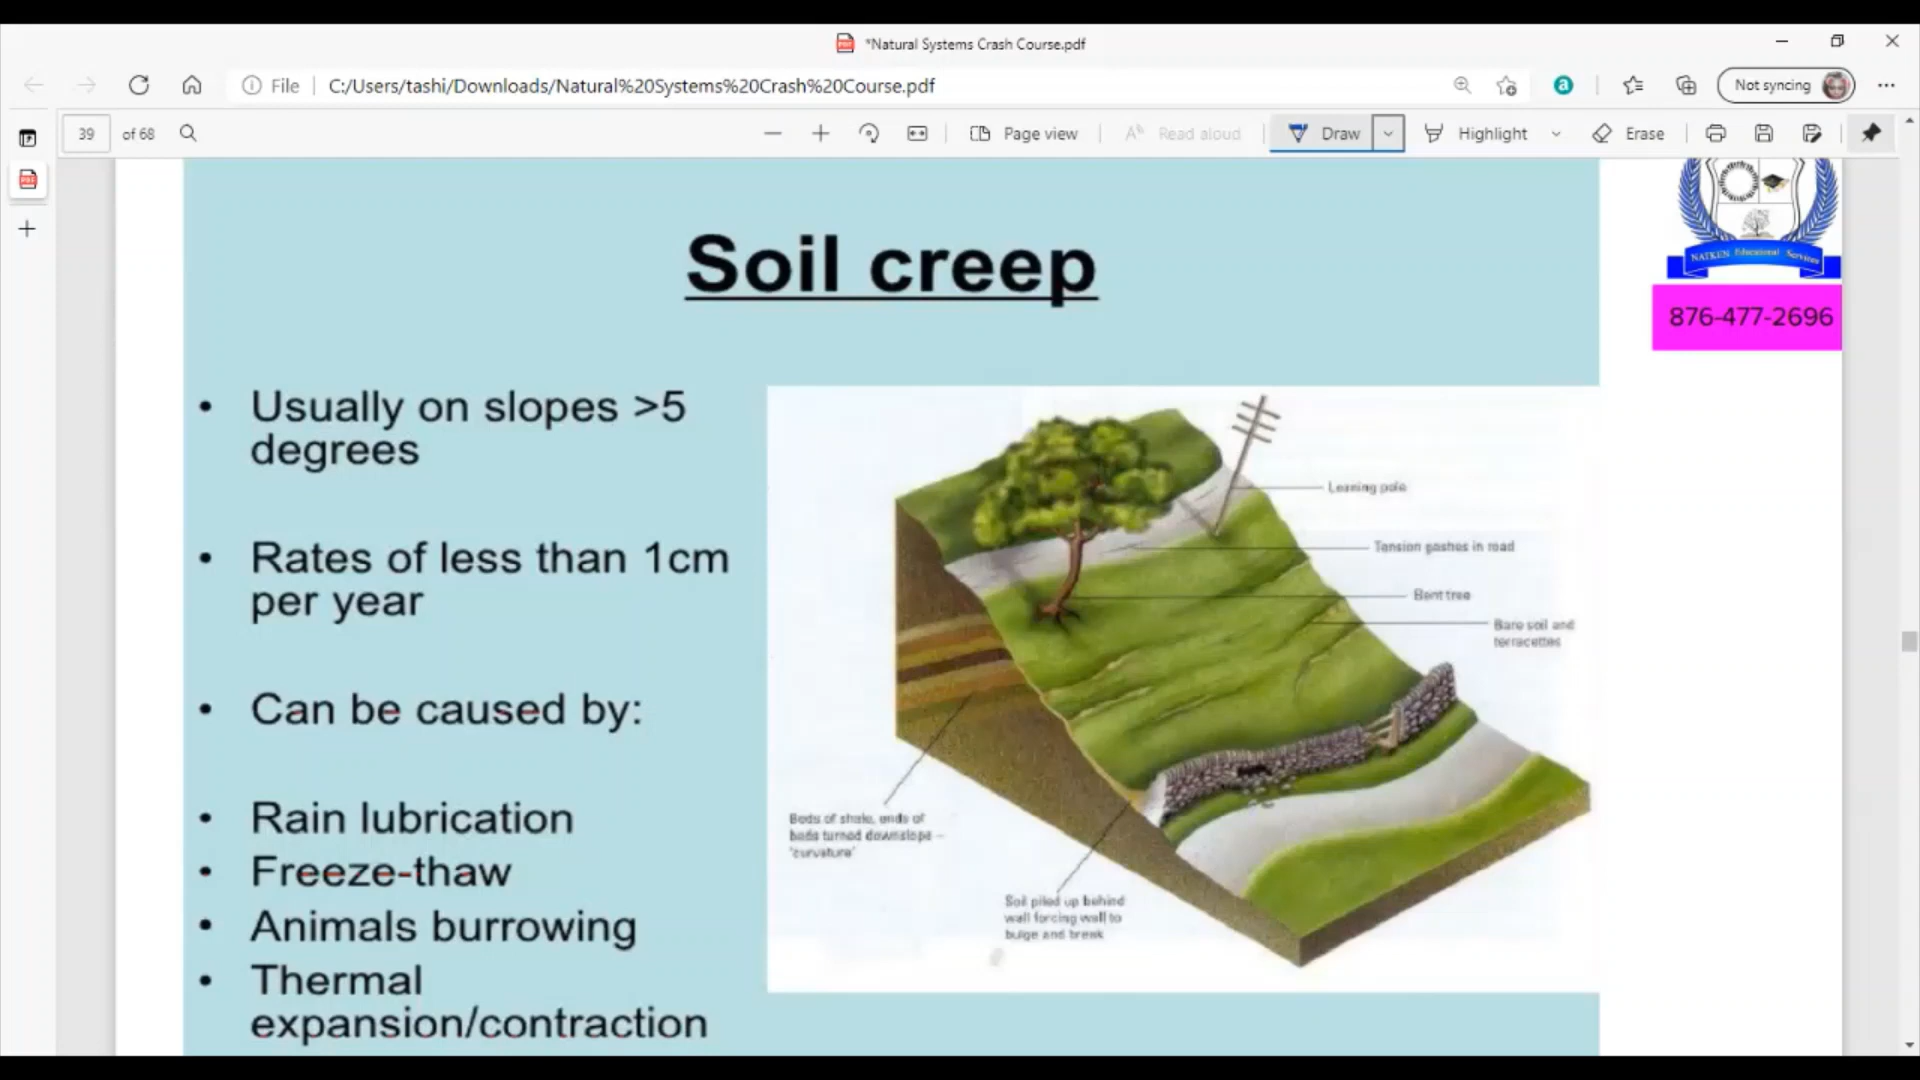 *Natural Systems Crash Course.pdf
File | C:/Users/tashi/Downloads/Natural%20Systems%20Crash%20Course.pdf
a
Not syncing
39 of 68
Page view
Read aloud
Draw
Highlight
Erase
NATKEN Educational Services
876-477-2696
Soil creep
• Usually on slopes >5
degrees
• Rates of less than 1cm
per year
• Can be caused by:
• Rain lubrication
• Freeze-thaw
• Animals burrowing
• Thermal
expansion/contraction
Leaning pole
Tension gashes in road
Bent tree
Bare soil and
terracettes
Beds of shale, ends of
beds turned downslope –
'curvature'
Soil piled up behind
wall forcing wall to
bulge and break